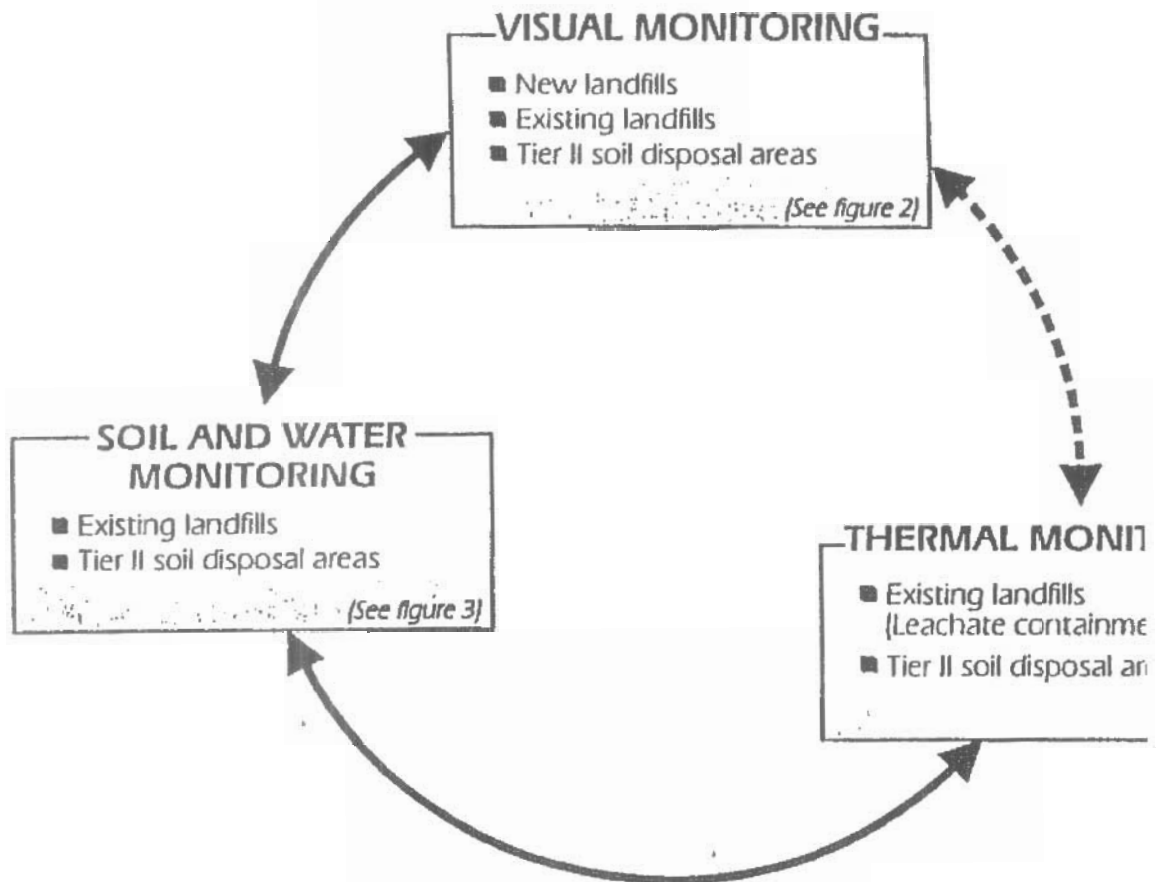 VISUAL MONITORING
■ New landfills
■ Existing landfills
■ Tier II soil disposal areas
(See figure 2)
SOIL AND WATER
MONITORING
■ Existing landfills
■ Tier II soil disposal areas
(See figure 3)
THERMAL MONIT
■ Existing landfills
(Leachate containme
■ Tier II soil disposal ar